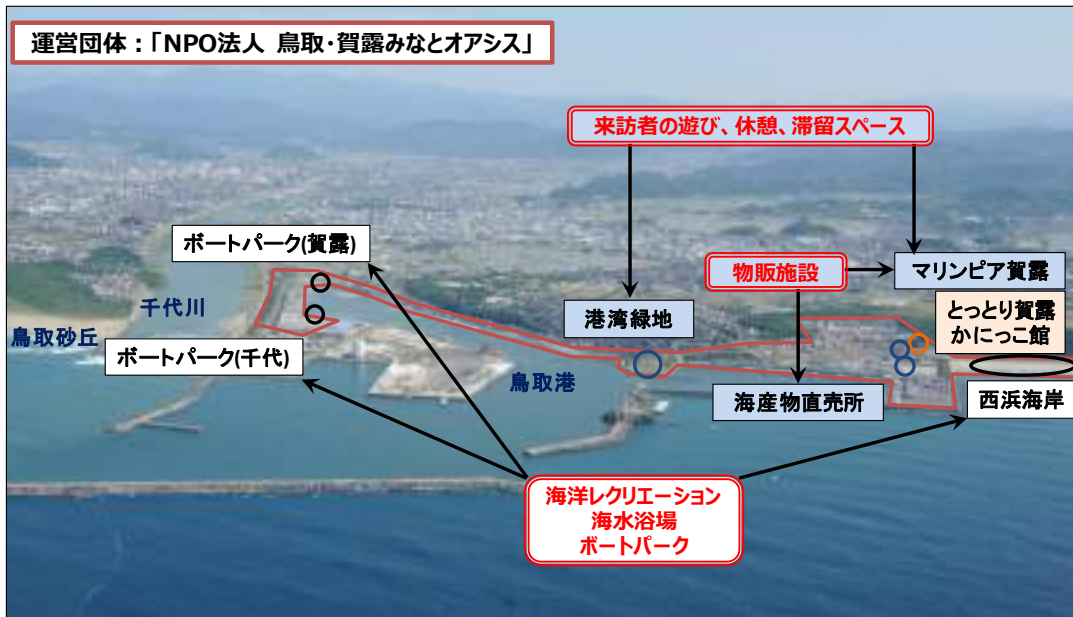 運営団体:「NPO法人 鳥取・賀露みなとオアシス」
来訪者の遊び、休憩、滞留スペース
ボートパーク(賀露)
物販施設
マリンピア賀露
千代川
港湾緑地
とっとり賀露
かにっこ館
鳥取砂丘
ボートパーク(千代)
鳥取港
海産物直売所
西浜海岸
海洋レクリエーション
海水浴場
ボートパーク